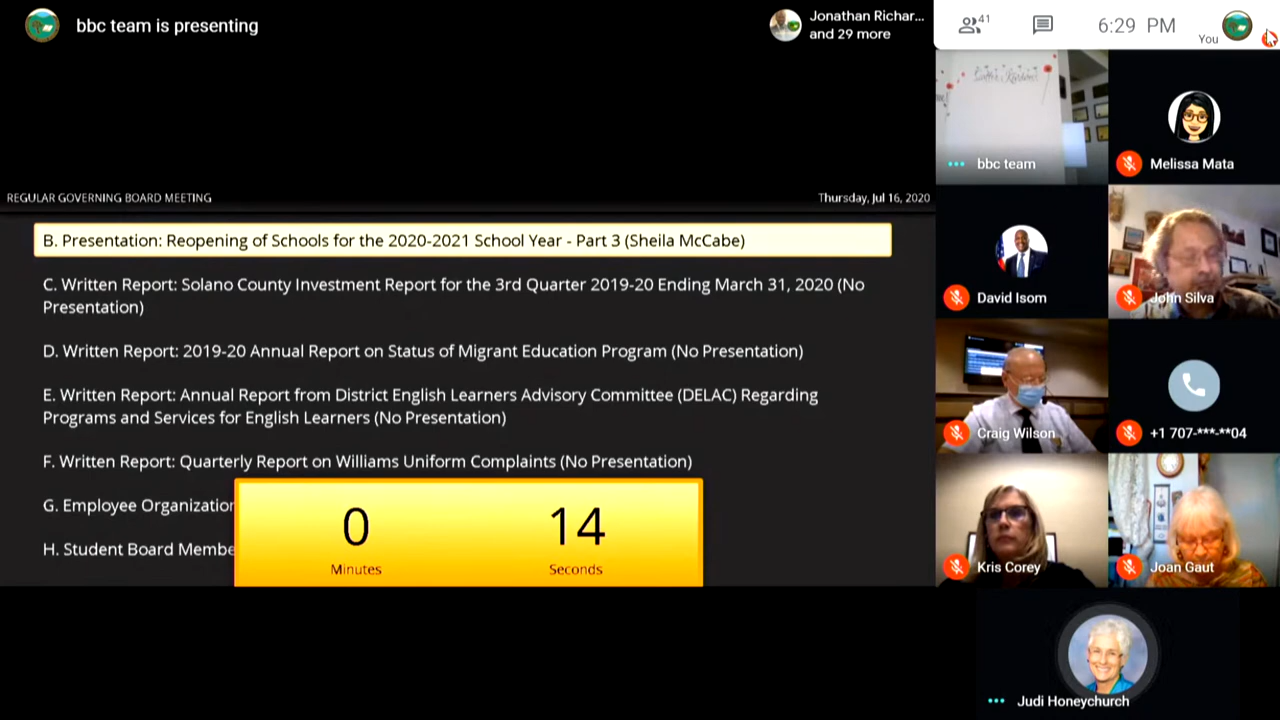 bbc team is presenting
Jonathan Richar...
and 29 more
41
6:29 PM
You
REGULAR GOVERNING BOARD MEETING
Thursday, Jul 16, 2020
B. Presentation: Reopening of Schools for the 2020-2021 School Year - Part 3 (Sheila McCabe)
C. Written Report: Solano County Investment Report for the 3rd Quarter 2019-20 Ending March 31, 2020 (No
Presentation)
D. Written Report: 2019-20 Annual Report on Status of Migrant Education Program (No Presentation)
E. Written Report: Annual Report from District English Learners Advisory Committee (DELAC) Regarding
Programs and Services for English Learners (No Presentation)
F. Written Report: Quarterly Report on Williams Uniform Complaints (No Presentation)
G. Employee Organization
H. Student Board Membe
0 14
Minutes Seconds
bbc team
Melissa Mata
David Isom
John Silva
Craig Wilson
+1 707-***-**04
Kris Corey
Joan Gaut
Judi Honeychurch